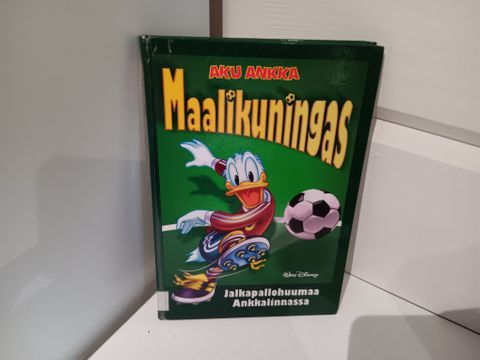 AKU ANKKA
Maalikuningas
Walt Disney
Jalkapallohuumaa
Ankkalinnassa